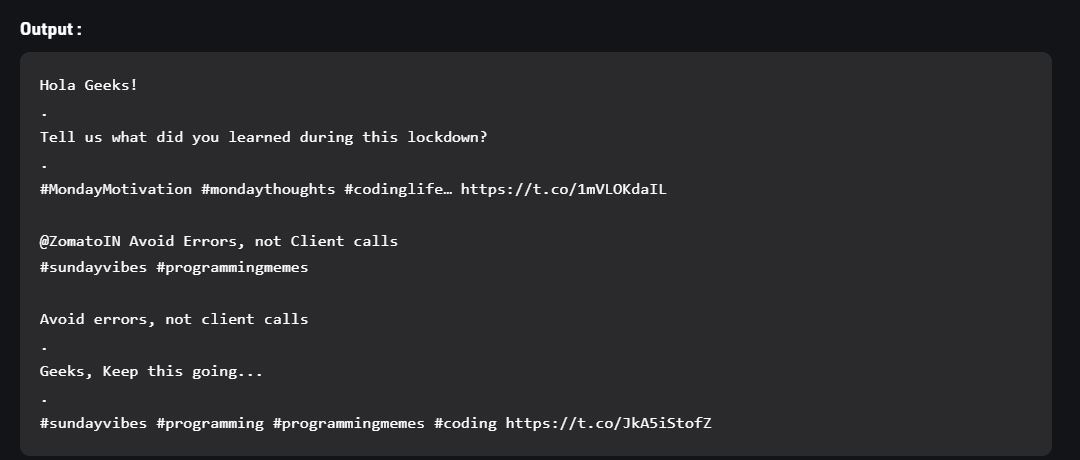 Output :
Hola Geeks!
.
Tell us what did you learned during this lockdown?
.
#MondayMotivation #mondaythoughts #codinglife… https://t.co/1mVLOKdaIL
@ZomatoIN Avoid Errors, not Client calls
#sundayvibes #programmingmemes
Avoid errors, not client calls
.
Geeks, Keep this going...
.
#sundayvibes #programming #programmingmemes #coding https://t.co/JkA5iStofZ